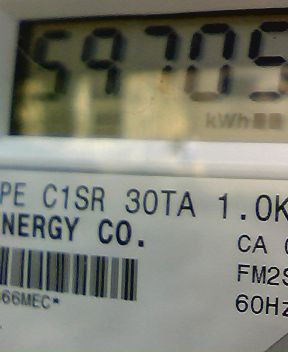 59705
kWh
PE C1SR 30TA 1.0K
ENERGY CO.
CA
FM2S
66MEC*
60Hz